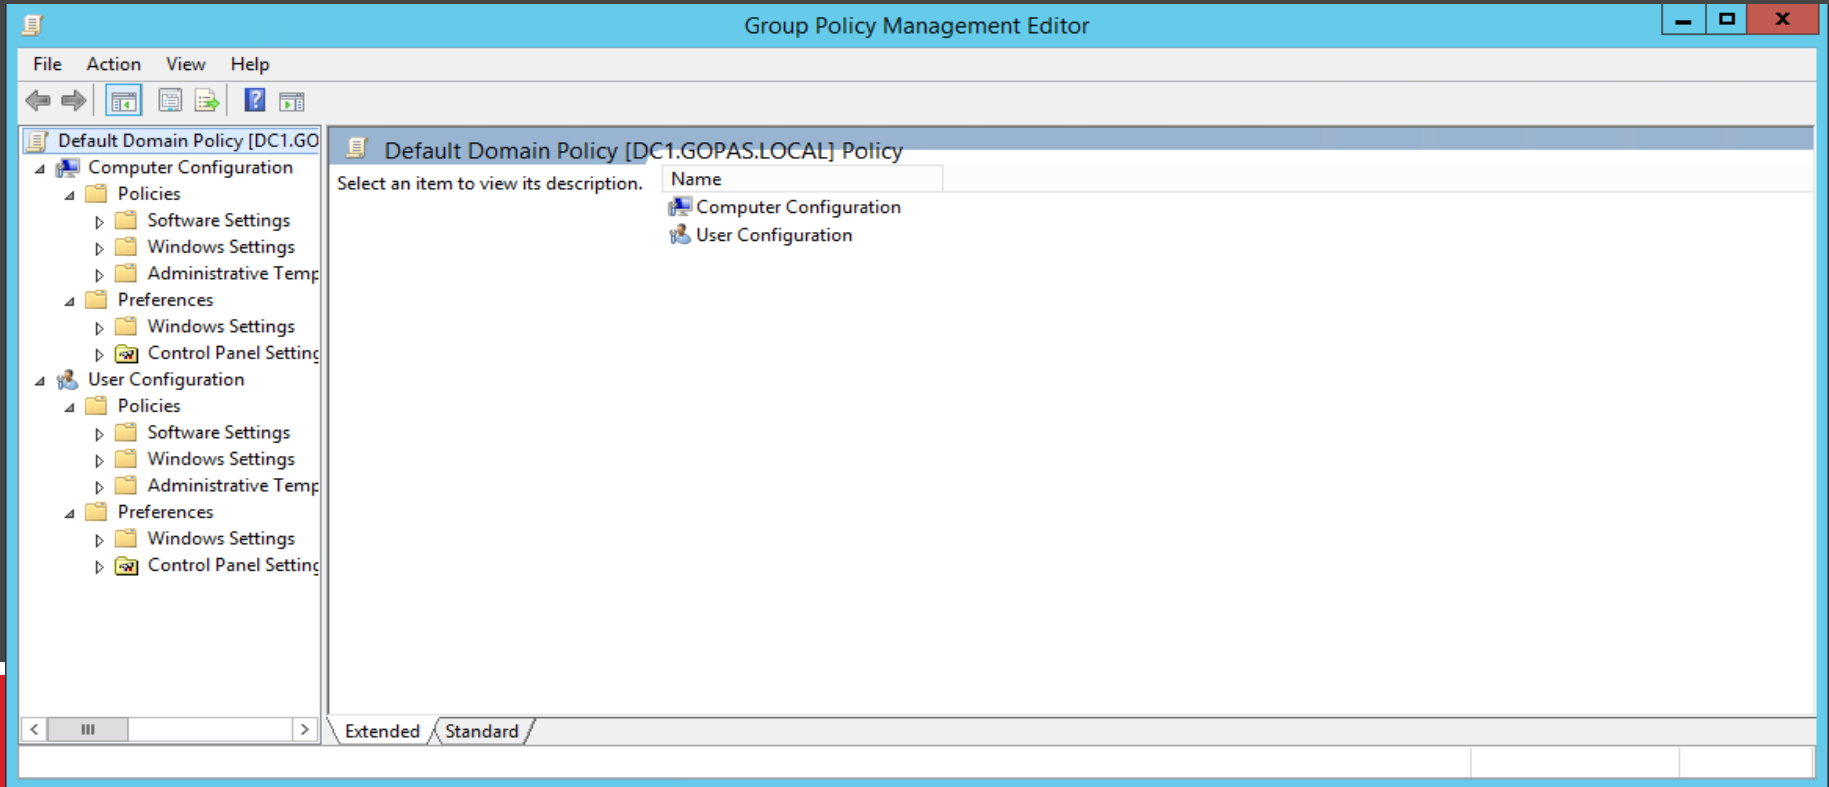 Group Policy Management Editor
File Action View Help
Default Domain Policy [DC1.GO
Computer Configuration
Policies
Software Settings
Windows Settings
Administrative Temp
Preferences
Windows Settings
Control Panel Setting
User Configuration
Policies
Software Settings
Windows Settings
Administrative Temp
Preferences
Windows Settings
Control Panel Setting
Default Domain Policy [DC1.GOPAS.LOCAL] Policy
Select an item to view its description.
Name
Computer Configuration
User Configuration
Extended Standard